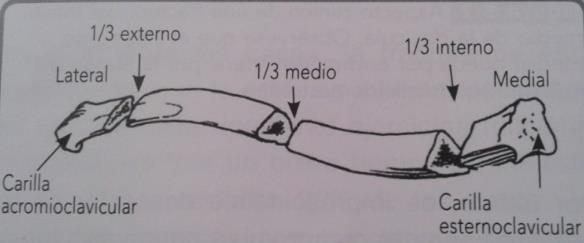 1/3 externo
1/3 interno
Lateral
1/3 medio
Medial
Carilla
acromioclavicular
Carilla
esternoclavicular